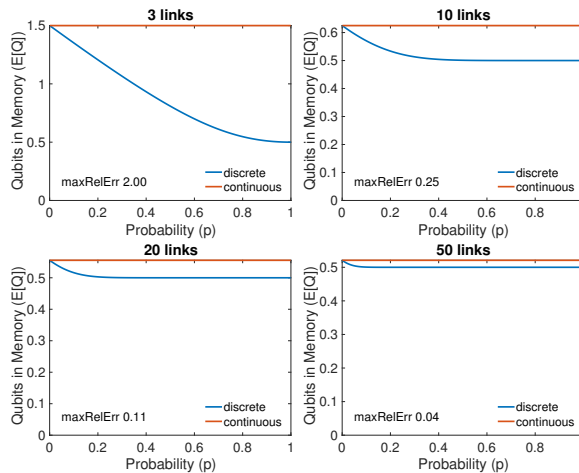 3 links
Qubits in Memory (E[Q])
1.5
1
0.5
0
maxRelErr 2.00
discrete
continuous
0 0.2 0.4 0.6 0.8 1
Probability (p)
10 links
Qubits in Memory (E[Q])
0.6
0.5
0.4
0.3
0.2
0.1
0
maxRelErr 0.25
discrete
continuous
0 0.2 0.4 0.6 0.8
Probability (p)
20 links
Qubits in Memory (E[Q])
0.5
0.4
0.3
0.2
0.1
0
maxRelErr 0.11
discrete
continuous
0 0.2 0.4 0.6 0.8 1
Probability (p)
50 links
Qubits in Memory (E[Q])
0.5
0.4
0.3
0.2
0.1
0
maxRelErr 0.04
discrete
continuous
0 0.2 0.4 0.6 0.8
Probability (p)